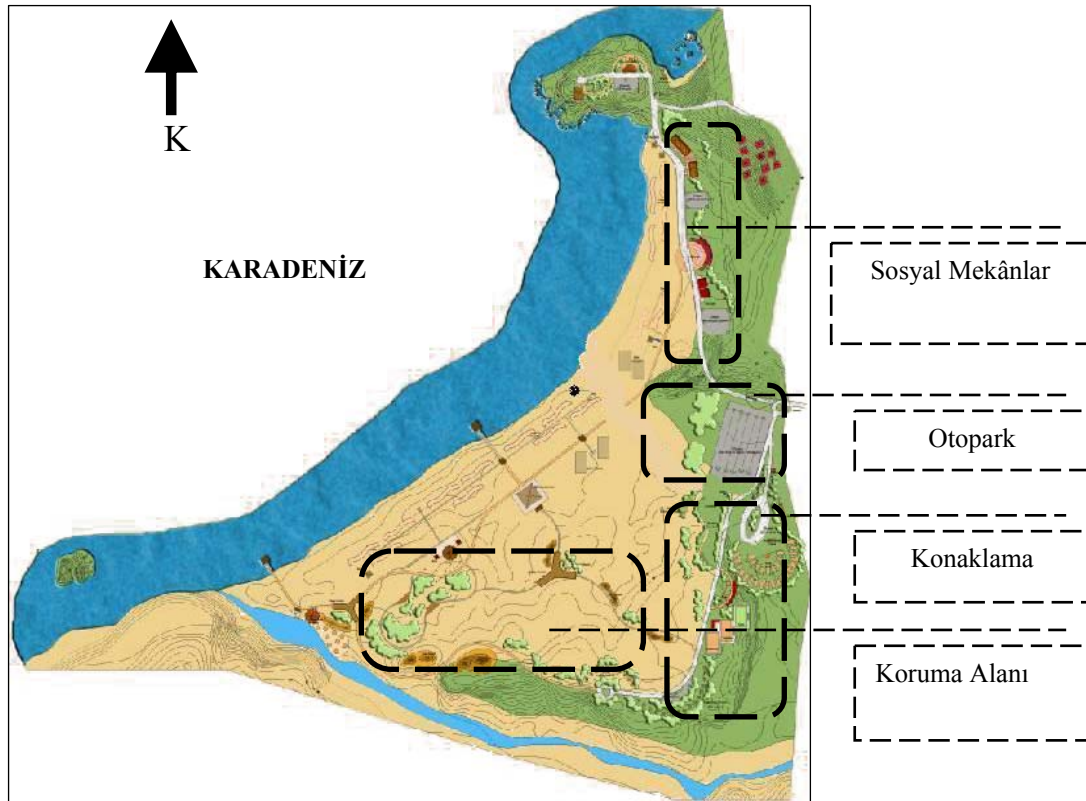 K
KARADENİZ
Sosyal Mekânlar
Otopark
Konaklama
Koruma Alanı